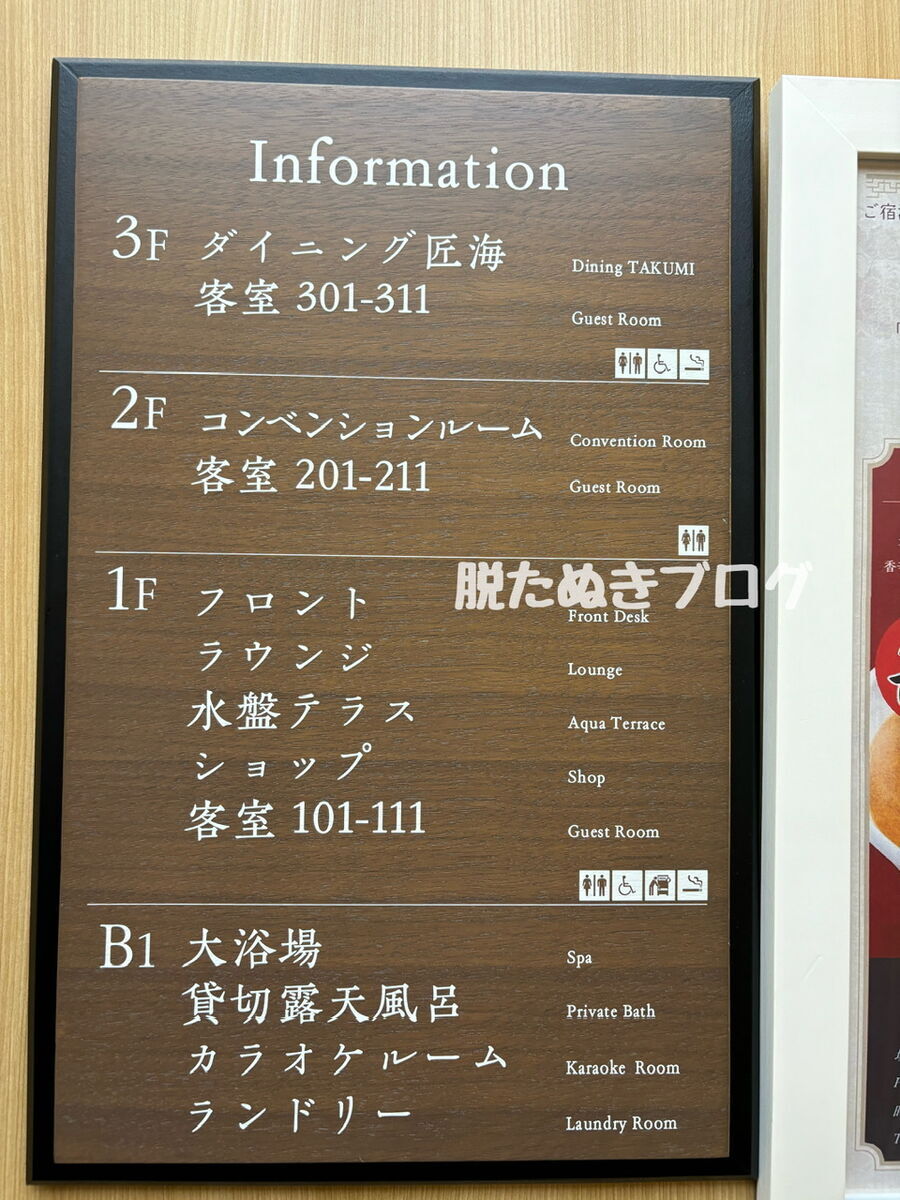 Information
3F ダイニング匠海 Dining TAKUMI
客室 301-311 Guest Room
2F コンベンションルーム Convention Room
客室 201-211 Guest Room
脱たぬきブログ
1F フロント Front Desk
ラウンジ Lounge
水盤テラス Aqua Terrace
ショップ Shop
客室 101-111 Guest Room
B1 大浴場 Spa
貸切露天風呂 Private Bath
カラオケルーム Karaoke Room
ランドリー Laundry Room
ご宿